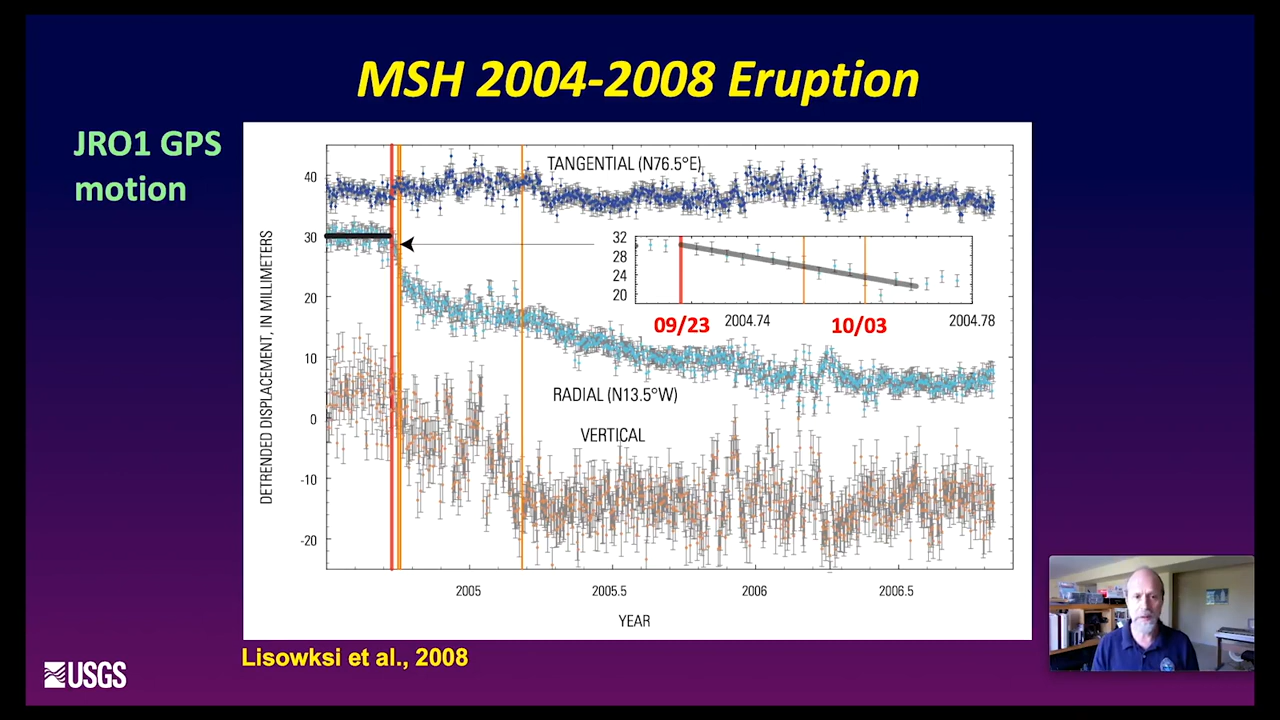 MSH 2004-2008 Eruption
JRO1 GPS
motion
TANGENTIAL (N76.5°E)
40
30
20
10
0
-10
-20
DETRENDED DISPLACEMENT, IN MILLIMETERS
32
28
24
20
09/23
2004.74
10/03
2004.78
RADIAL (N13.5°W)
VERTICAL
2005
2005.5
2006
2006.5
YEAR
Lisowksi et al., 2008
USGS